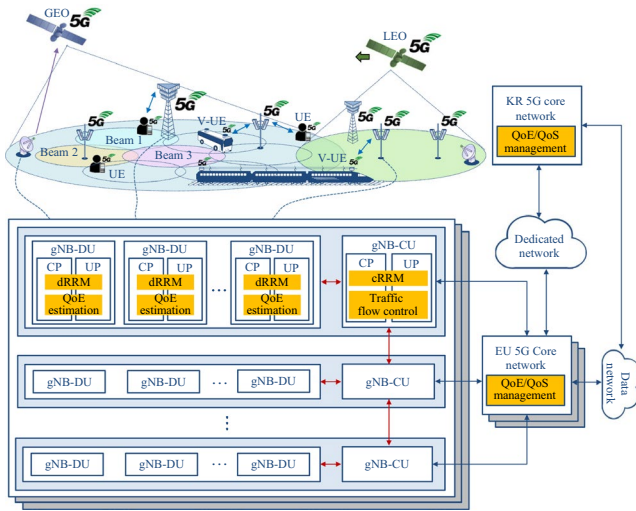 GEO
5G
LEO
5G
5G
5G
V-UE
5G
UE
5G
5G
5G
5G
Beam 1
Beam 2
Beam 3
5G
5G
UE
5G
V-UE
5G
KR 5G core
network
QoE/QoS
management
Dedicated
network
gNB-DU
CP UP
dRRM
QoE
estimation
gNB-DU
CP UP
dRRM
QoE
estimation
...
gNB-DU
CP UP
dRRM
QoE
estimation
gNB-CU
CP UP
cRRM
Traffic
flow control
EU 5G Core
network
QoE/QoS
management
Data
network
gNB-DU gNB-DU ... gNB-DU gNB-CU
...
gNB-DU gNB-DU ... gNB-DU gNB-CU